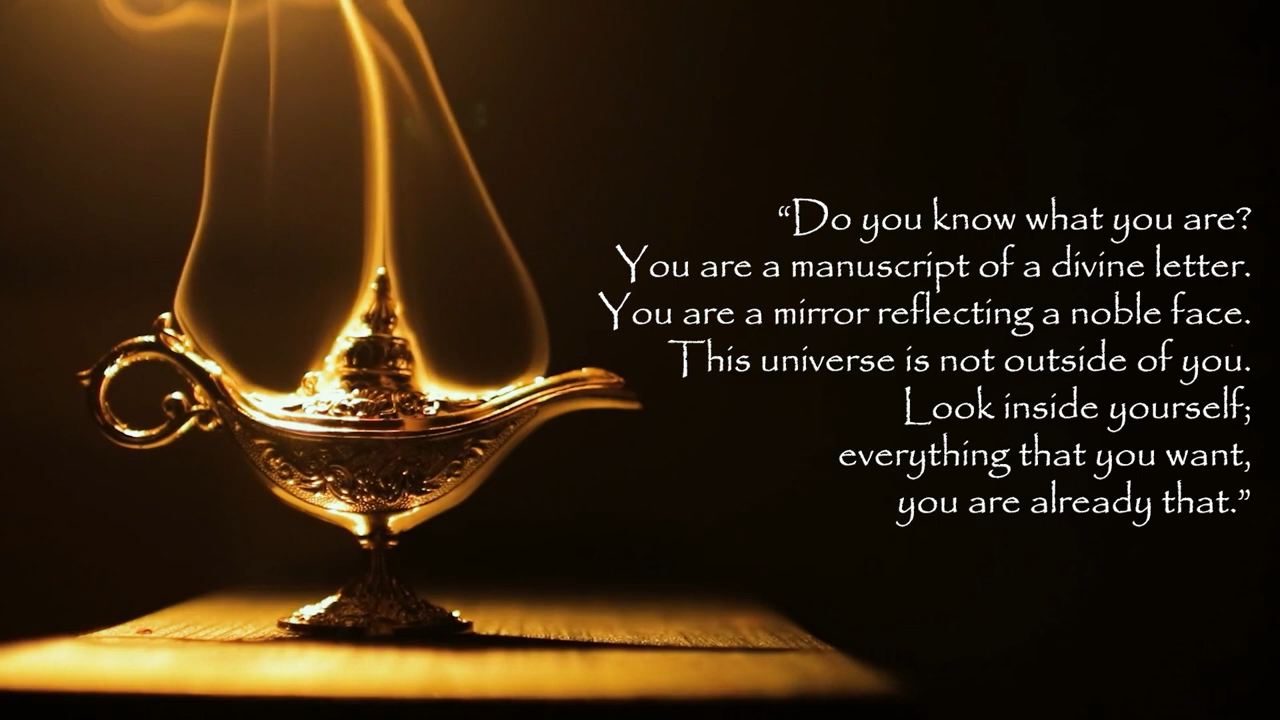 “Do you know what you are?
You are a manuscript of a divine letter.
You are a mirror reflecting a noble face.
This universe is not outside of you.
Look inside yourself;
everything that you want,
you are already that.”